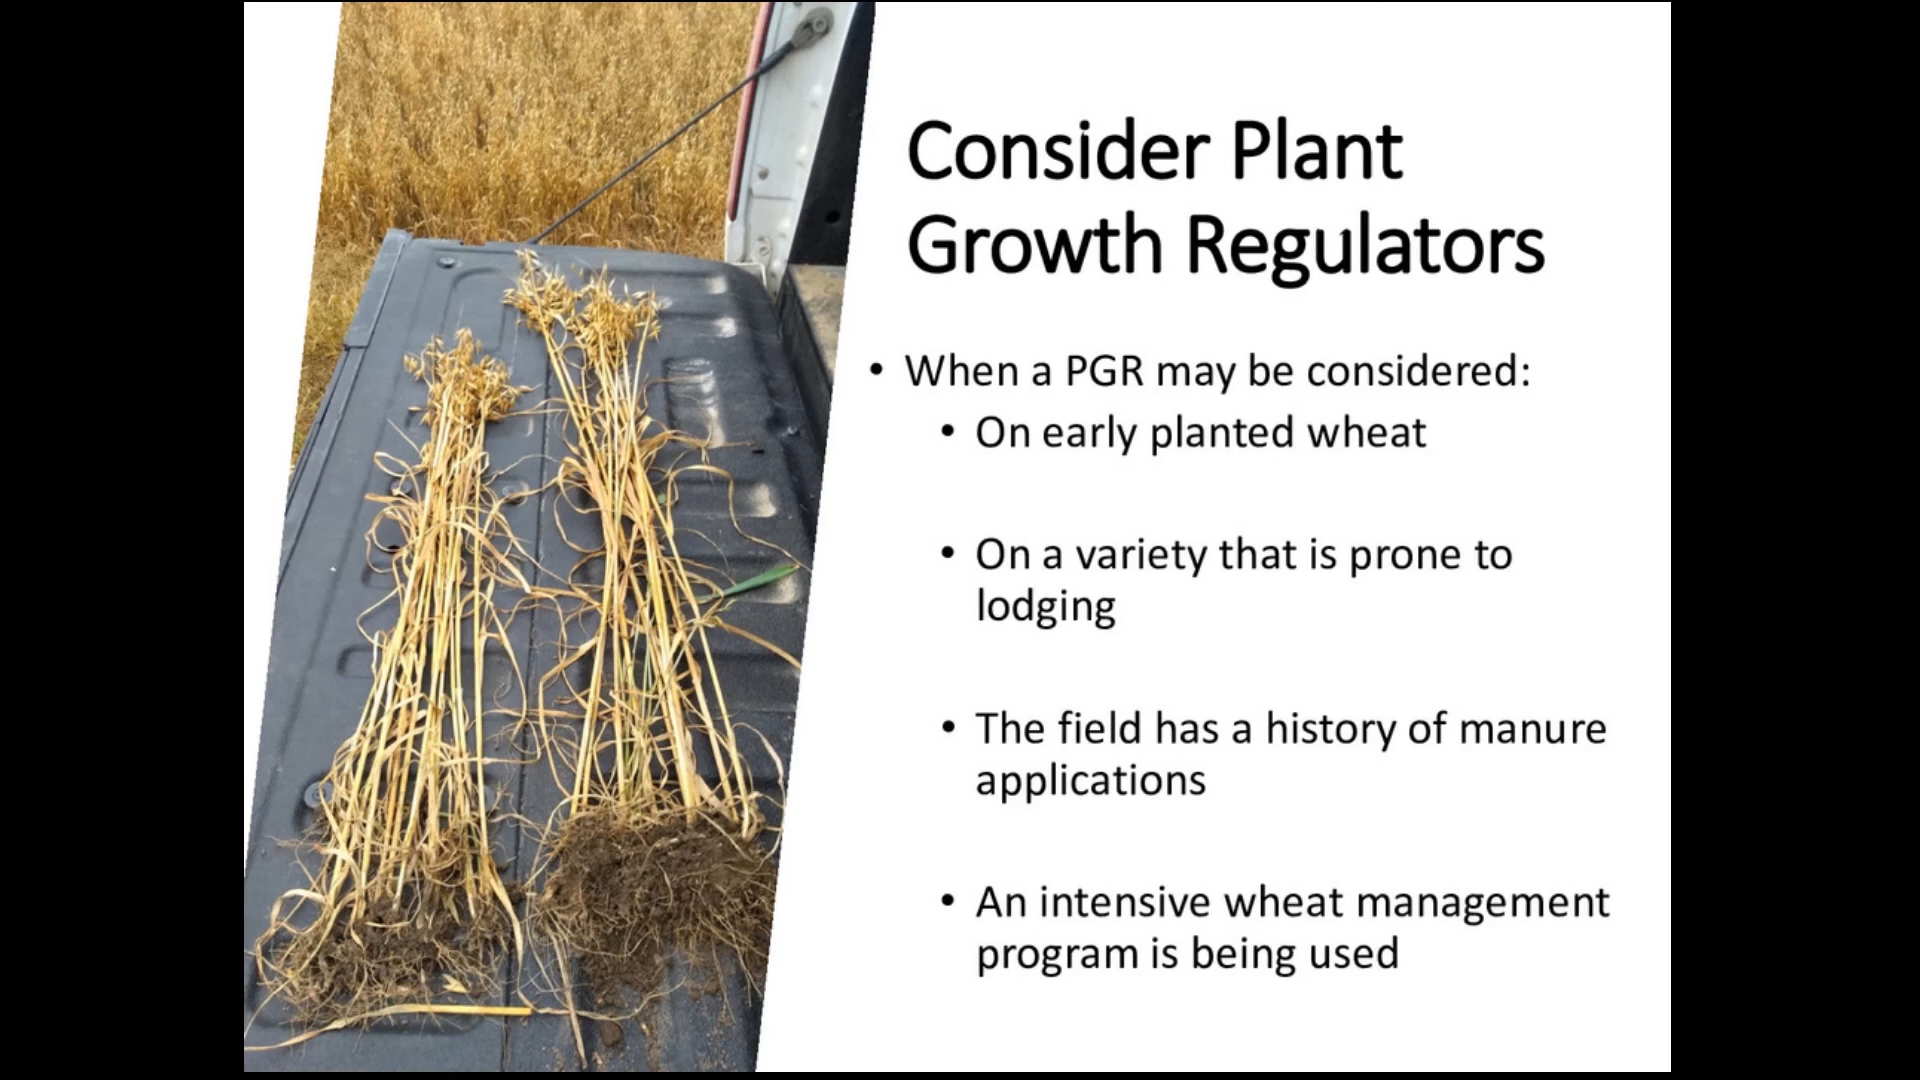 Consider Plant
Growth Regulators
• When a PGR may be considered:
• On early planted wheat
• On a variety that is prone to
lodging
• The field has a history of manure
applications
• An intensive wheat management
program is being used